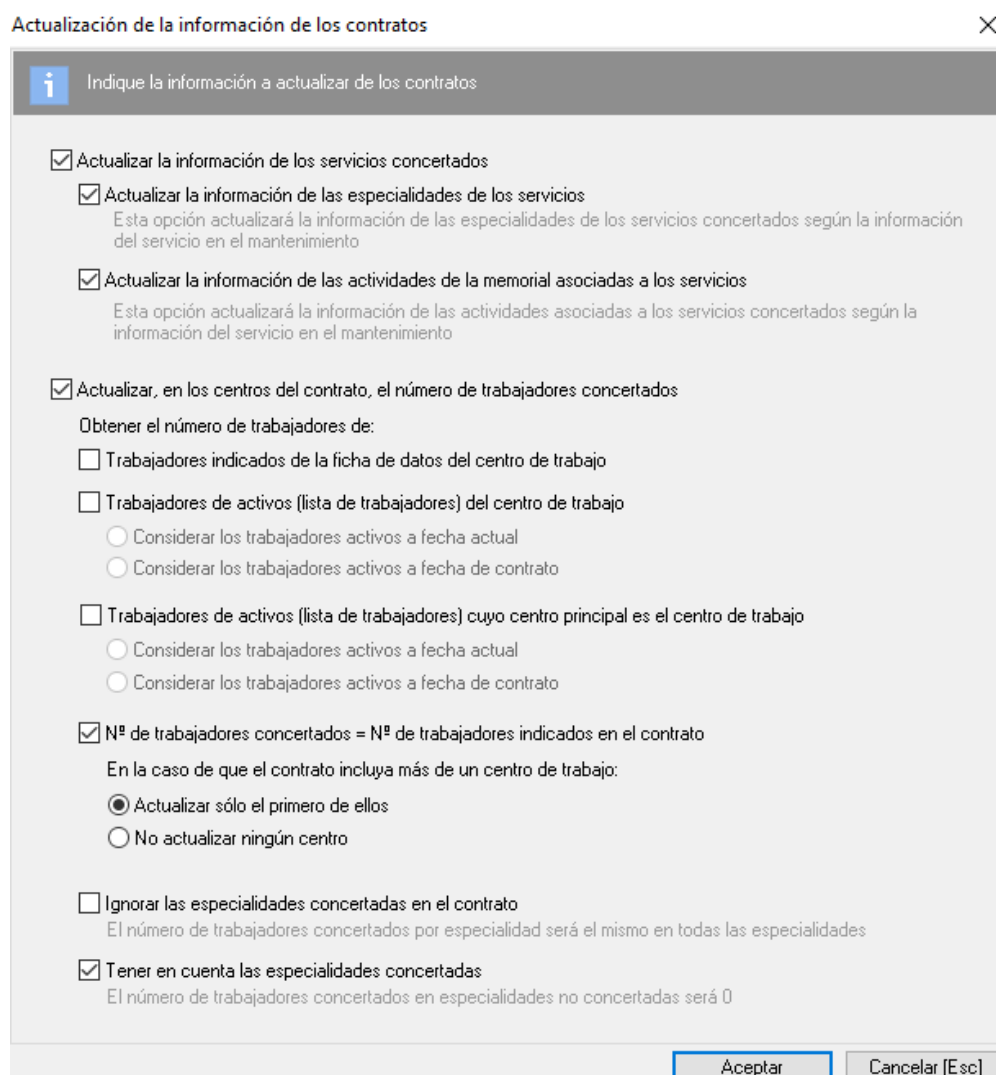 Actualización de la información de los contratos
Indique la información a actualizar de los contratos
Actualizar la información de los servicios concertados
Actualizar la información de las especialidades de los servicios
Esta opción actualizará la información de las especialidades de los servicios concertados según la información
del servicio en el mantenimiento
Actualizar la información de las actividades de la memorial asociadas a los servicios
Esta opción actualizará la información de las actividades asociadas a los servicios concertados según la
información del servicio en el mantenimiento
Actualizar, en los centros del contrato, el número de trabajadores concertados
Obtener el número de trabajadores de:
Trabajadores indicados de la ficha de datos del centro de trabajo
Trabajadores de activos (lista de trabajadores) del centro de trabajo
Considerar los trabajadores activos a fecha actual
Considerar los trabajadores activos a fecha de contrato
Trabajadores de activos (lista de trabajadores) cuyo centro principal es el centro de trabajo
Considerar los trabajadores activos a fecha actual
Considerar los trabajadores activos a fecha de contrato
Nº de trabajadores concertados = Nº de trabajadores indicados en el contrato
En la caso de que el contrato incluya más de un centro de trabajo:
Actualizar sólo el primero de ellos
No actualizar ningún centro
Ignorar las especialidades concertadas en el contrato
El número de trabajadores concertados por especialidad será el mismo en todas las especialidades
Tener en cuenta las especialidades concertadas
El número de trabajadores concertados en especialidades no concertadas será 0
Aceptar
Cancelar [Esc]